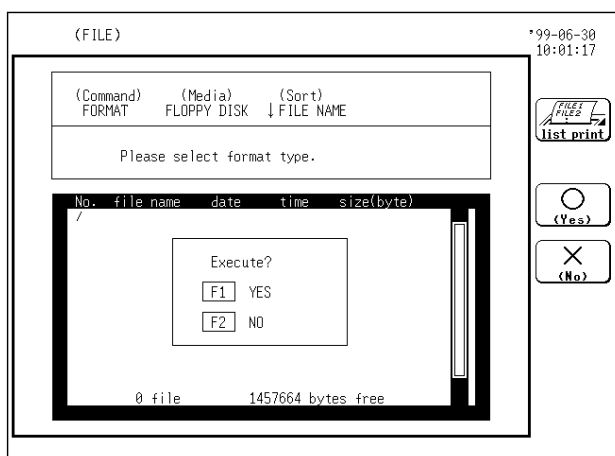 (FILE)
'99-06-30
10:01:17
(Command) (Media) (Sort)
FORMAT FLOPPY DISK ↓FILE NAME
Please select format type.
FILE1
FILE2
:
list print
No. file name date time size(byte)
/
Execute?
F1 YES
F2 NO
(Yes)
(No)
0 file 1457664 bytes free